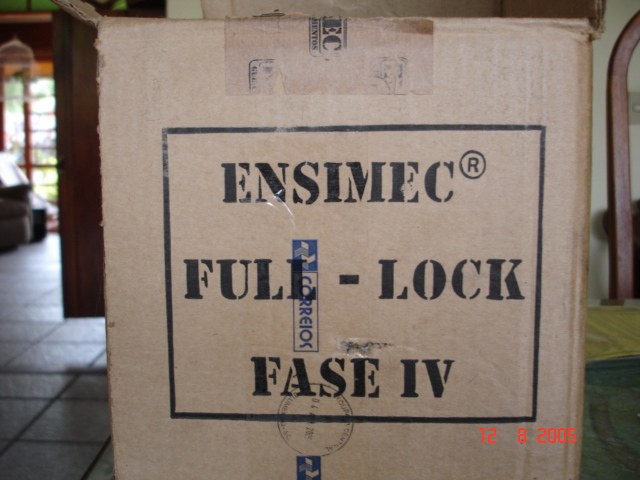 ENSIMEC®
FULL - LOCK
CORREIOS
FASE IV
12 8 2005